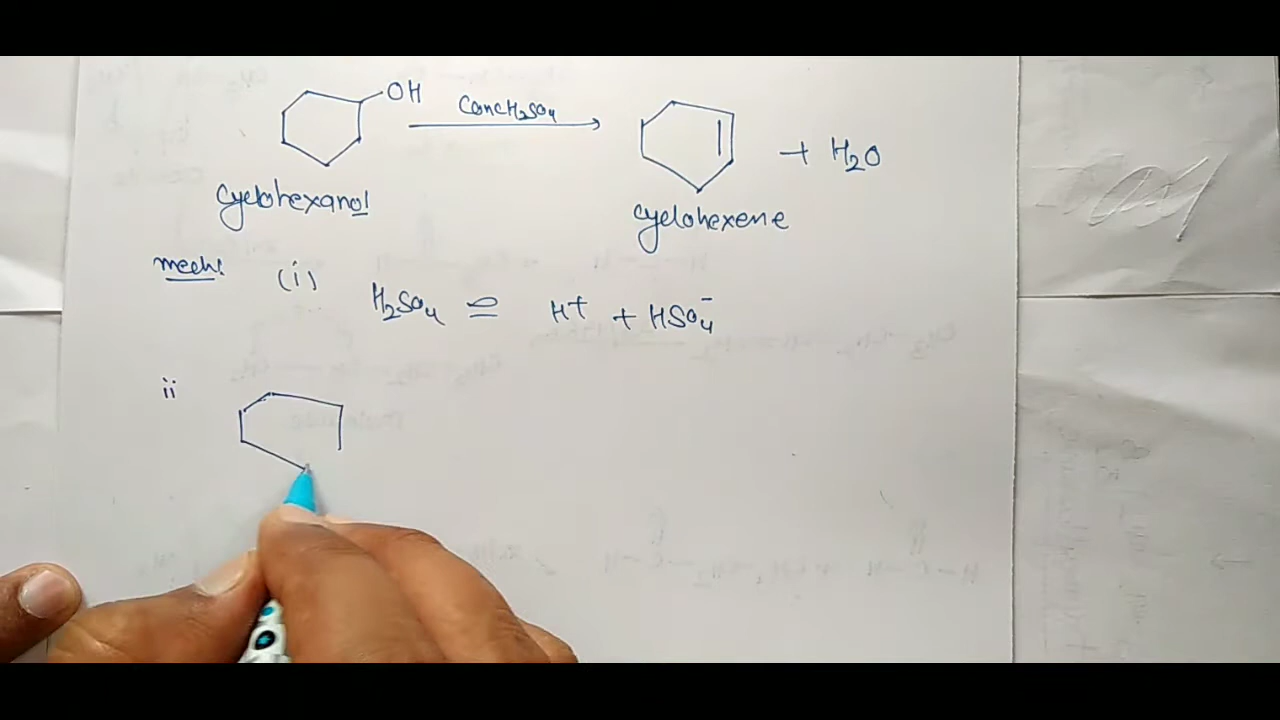 OH Conc H₂SO₄ + H₂O
cyclohexanol cyclohexene
mech: (i)
H₂SO₄ ⇌ H⁺ + HSO₄⁻
ii